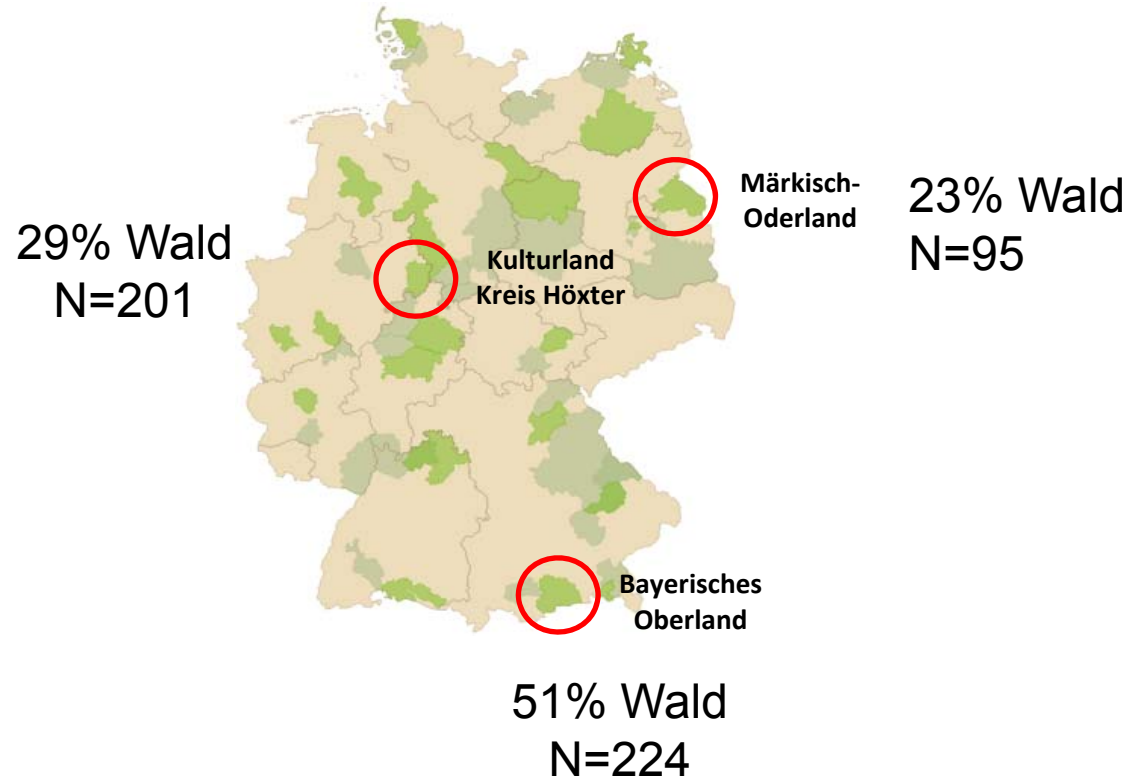 Märkisch-
Oderland
23% Wald
N=95
29% Wald
N=201
Kulturland
Kreis Höxter
Bayerisches
Oberland
51% Wald
N=224